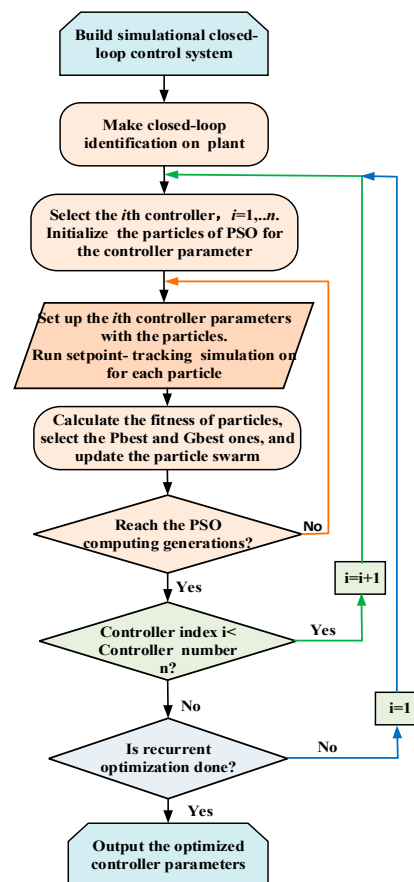 Build simulational closed-
loop control system
Make closed-loop
identification on plant
Select the ith controller, i=1,..n.
Initialize the particles of PSO for
the controller parameter
Set up the ith controller parameters
with the particles.
Run setpoint- tracking simulation on
for each particle
Calculate the fitness of particles,
select the Pbest and Gbest ones, and
update the particle swarm
Reach the PSO
computing generations?
No
Yes
i=i+1
Controller index i<
Controller number
n?
Yes
No
i=1
Is recurrent
optimization done?
No
Yes
Output the optimized
controller parameters